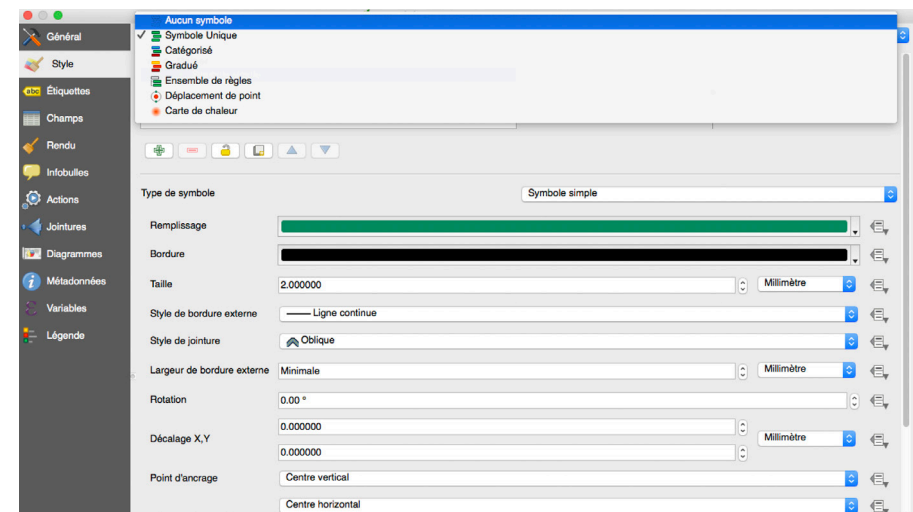 Aucun symbole
Symbole Unique
Catégorisé
Gradué
Ensemble de règles
Déplacement de point
Carte de chaleur
Général
Style
abc Étiquettes
Champs
Rendu
Infobulles
Actions
Jointures
Diagrammes
Métadonnées
Variables
Légende
Type de symbole Symbole simple
Remplissage
Bordure
Taille 2.000000 Millimètre
Style de bordure externe Ligne continue
Style de jointure Oblique
Largeur de bordure externe Minimale Millimètre
Rotation 0.00 °
Décalage X,Y 0.000000 Millimètre
0.000000
Point d'ancrage Centre vertical
Centre horizontal